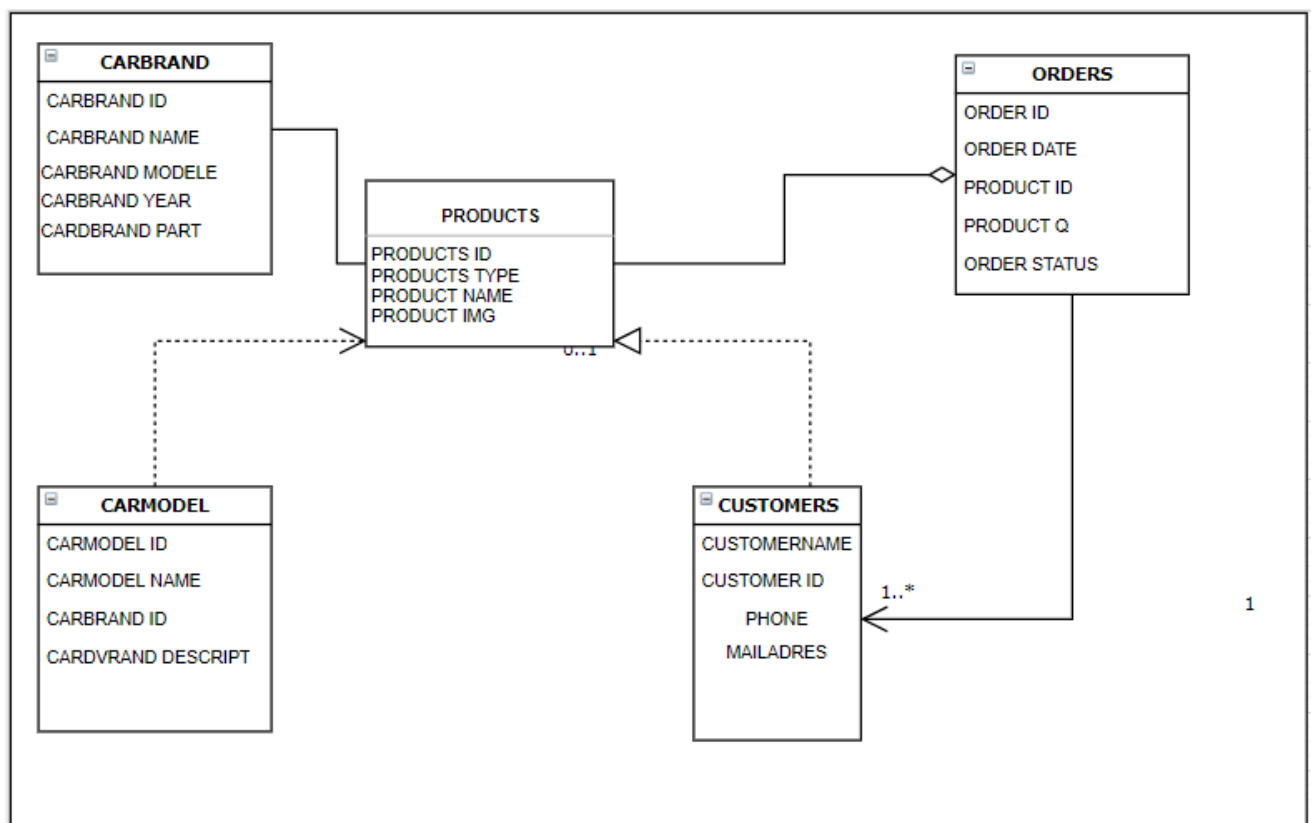 CARBRAND
CARBRAND ID
CARBRAND NAME
CARBRAND MODELE
CARBRAND YEAR
CARDBRAND PART
PRODUCTS
PRODUCTS ID
PRODUCTS TYPE
PRODUCT NAME
PRODUCT IMG
0..1
ORDERS
ORDER ID
ORDER DATE
PRODUCT ID
PRODUCT Q
ORDER STATUS
CARMODEL
CARMODEL ID
CARMODEL NAME
CARBRAND ID
CARDVRAND DESCRIPT
CUSTOMERS
CUSTOMERNAME
CUSTOMER ID
PHONE
MAILADRES
1..*
1